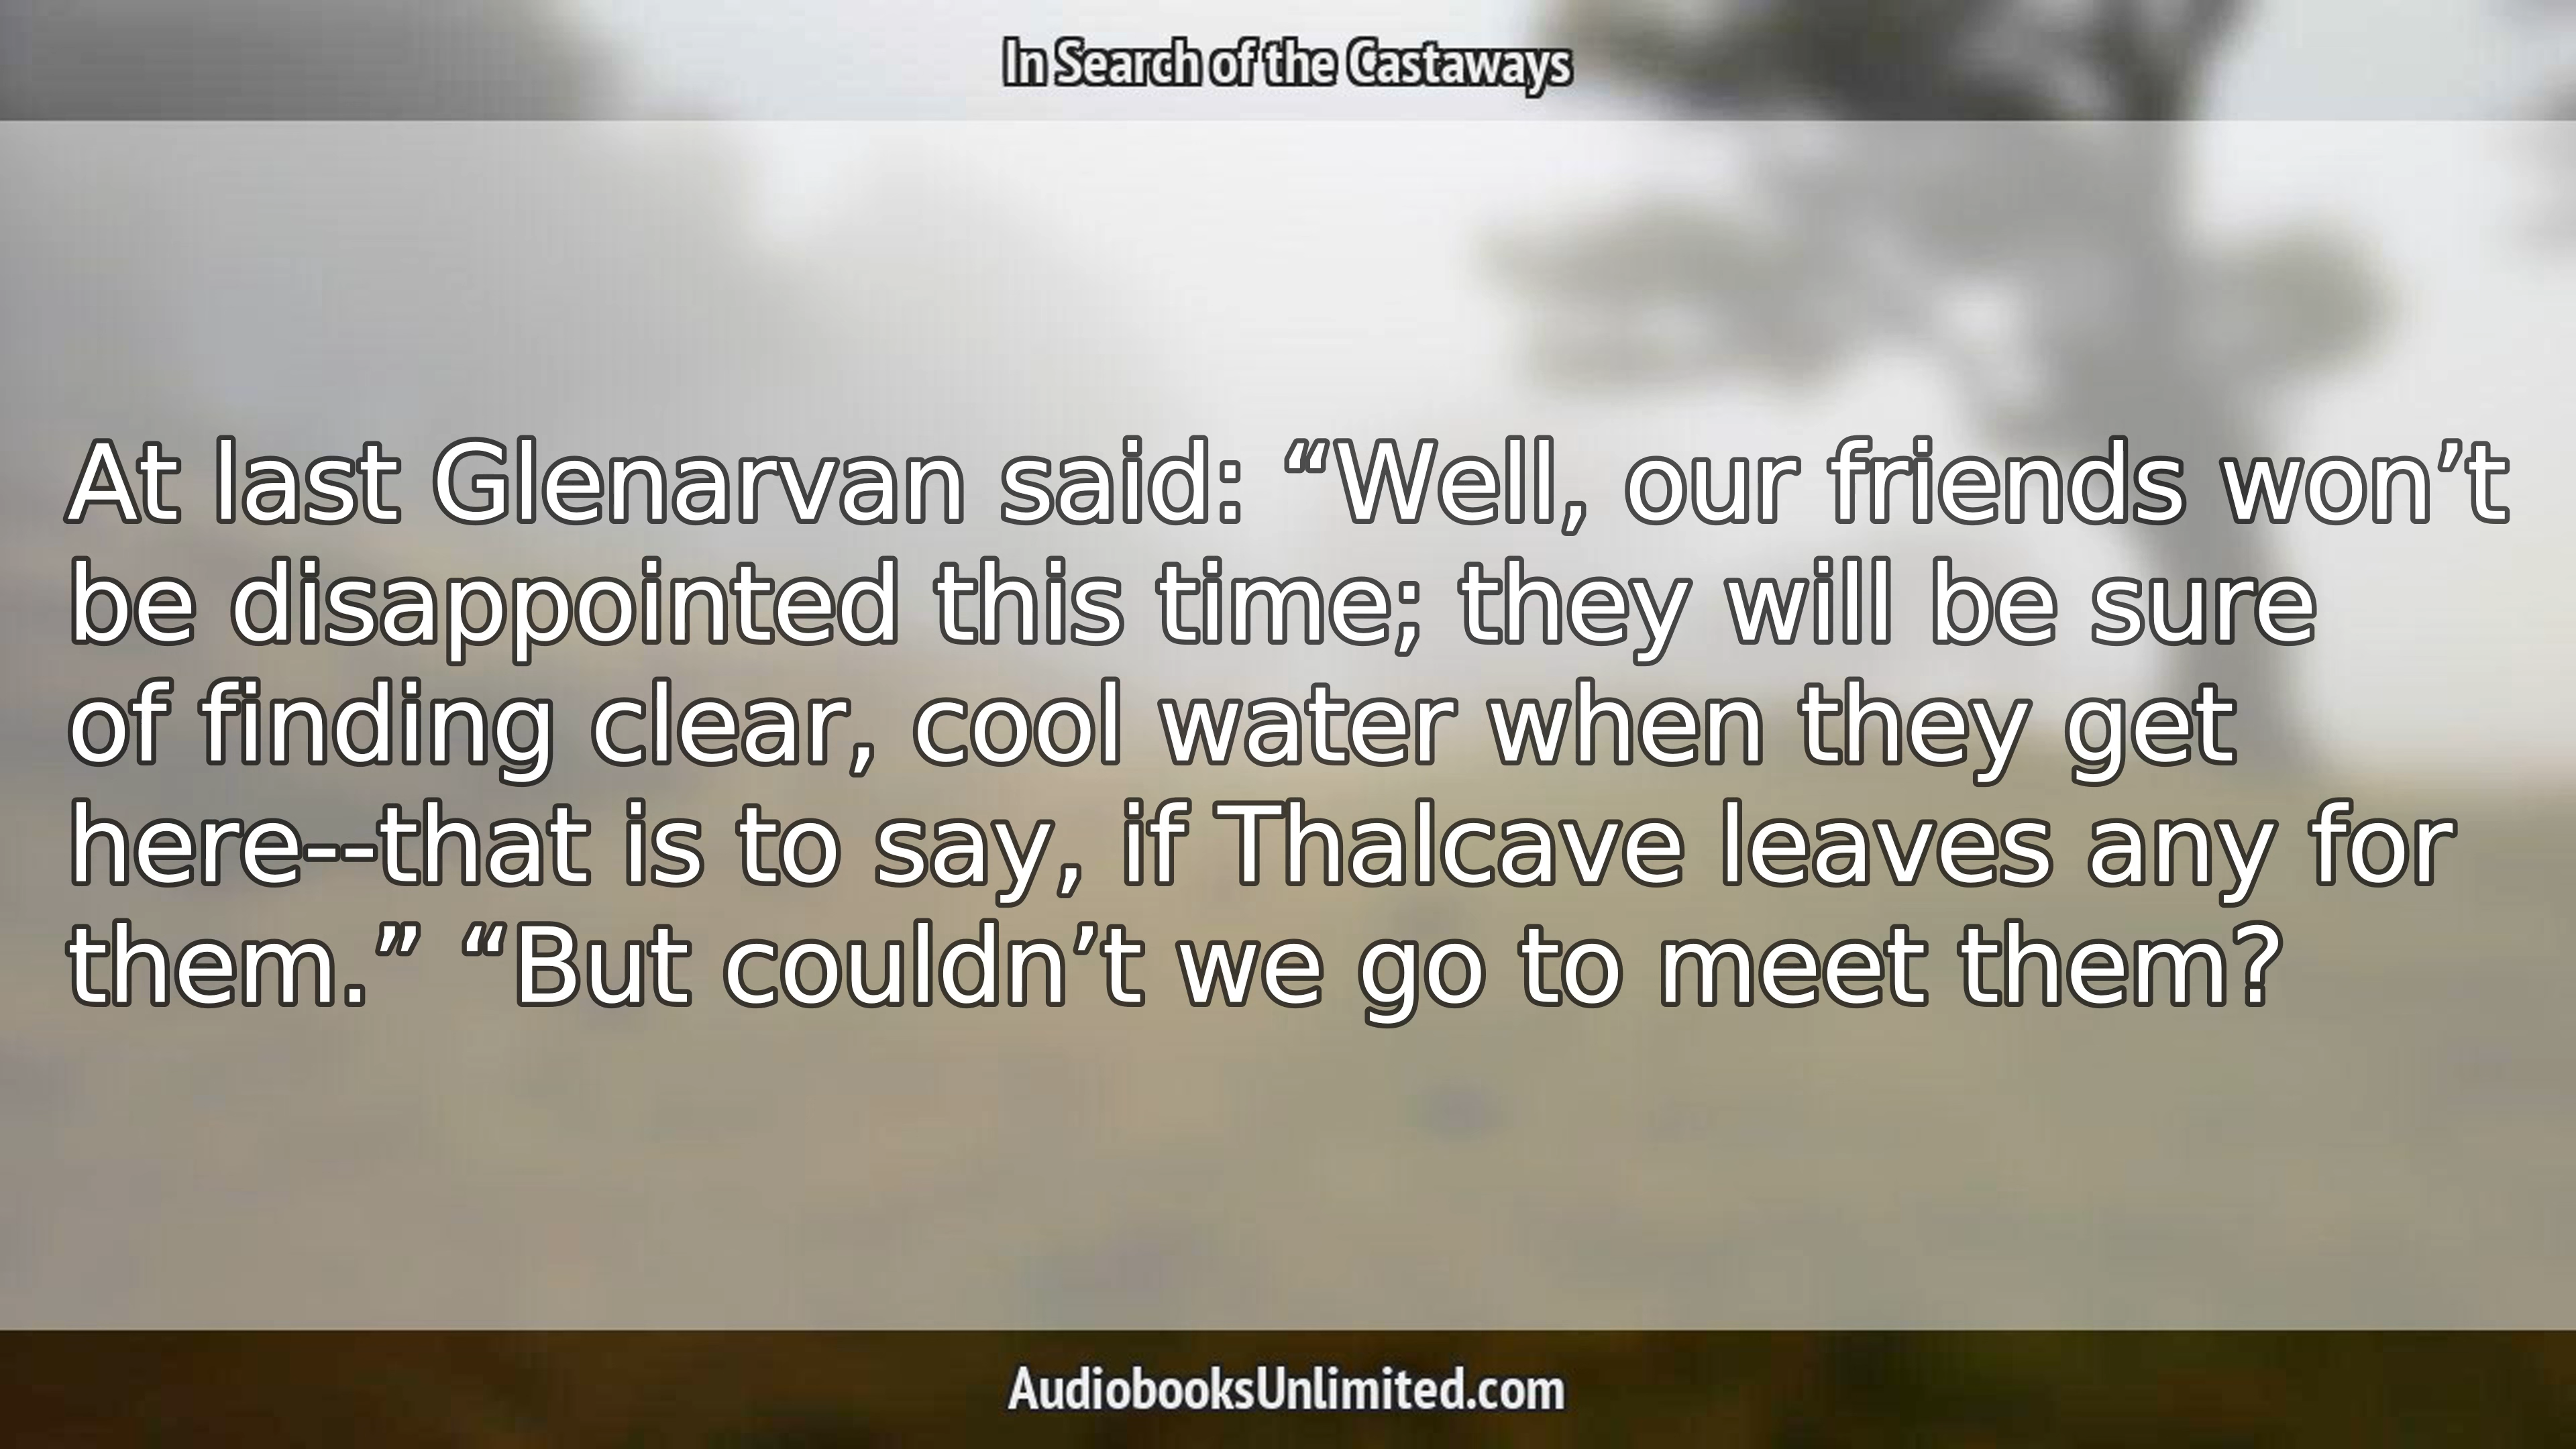 In Search of the Castaways
At last Glenarvan said: “Well, our friends won’t
be disappointed this time; they will be sure
of finding clear, cool water when they get
here--that is to say, if Thalcave leaves any for
them.” “But couldn’t we go to meet them?
AudiobooksUnlimited.com